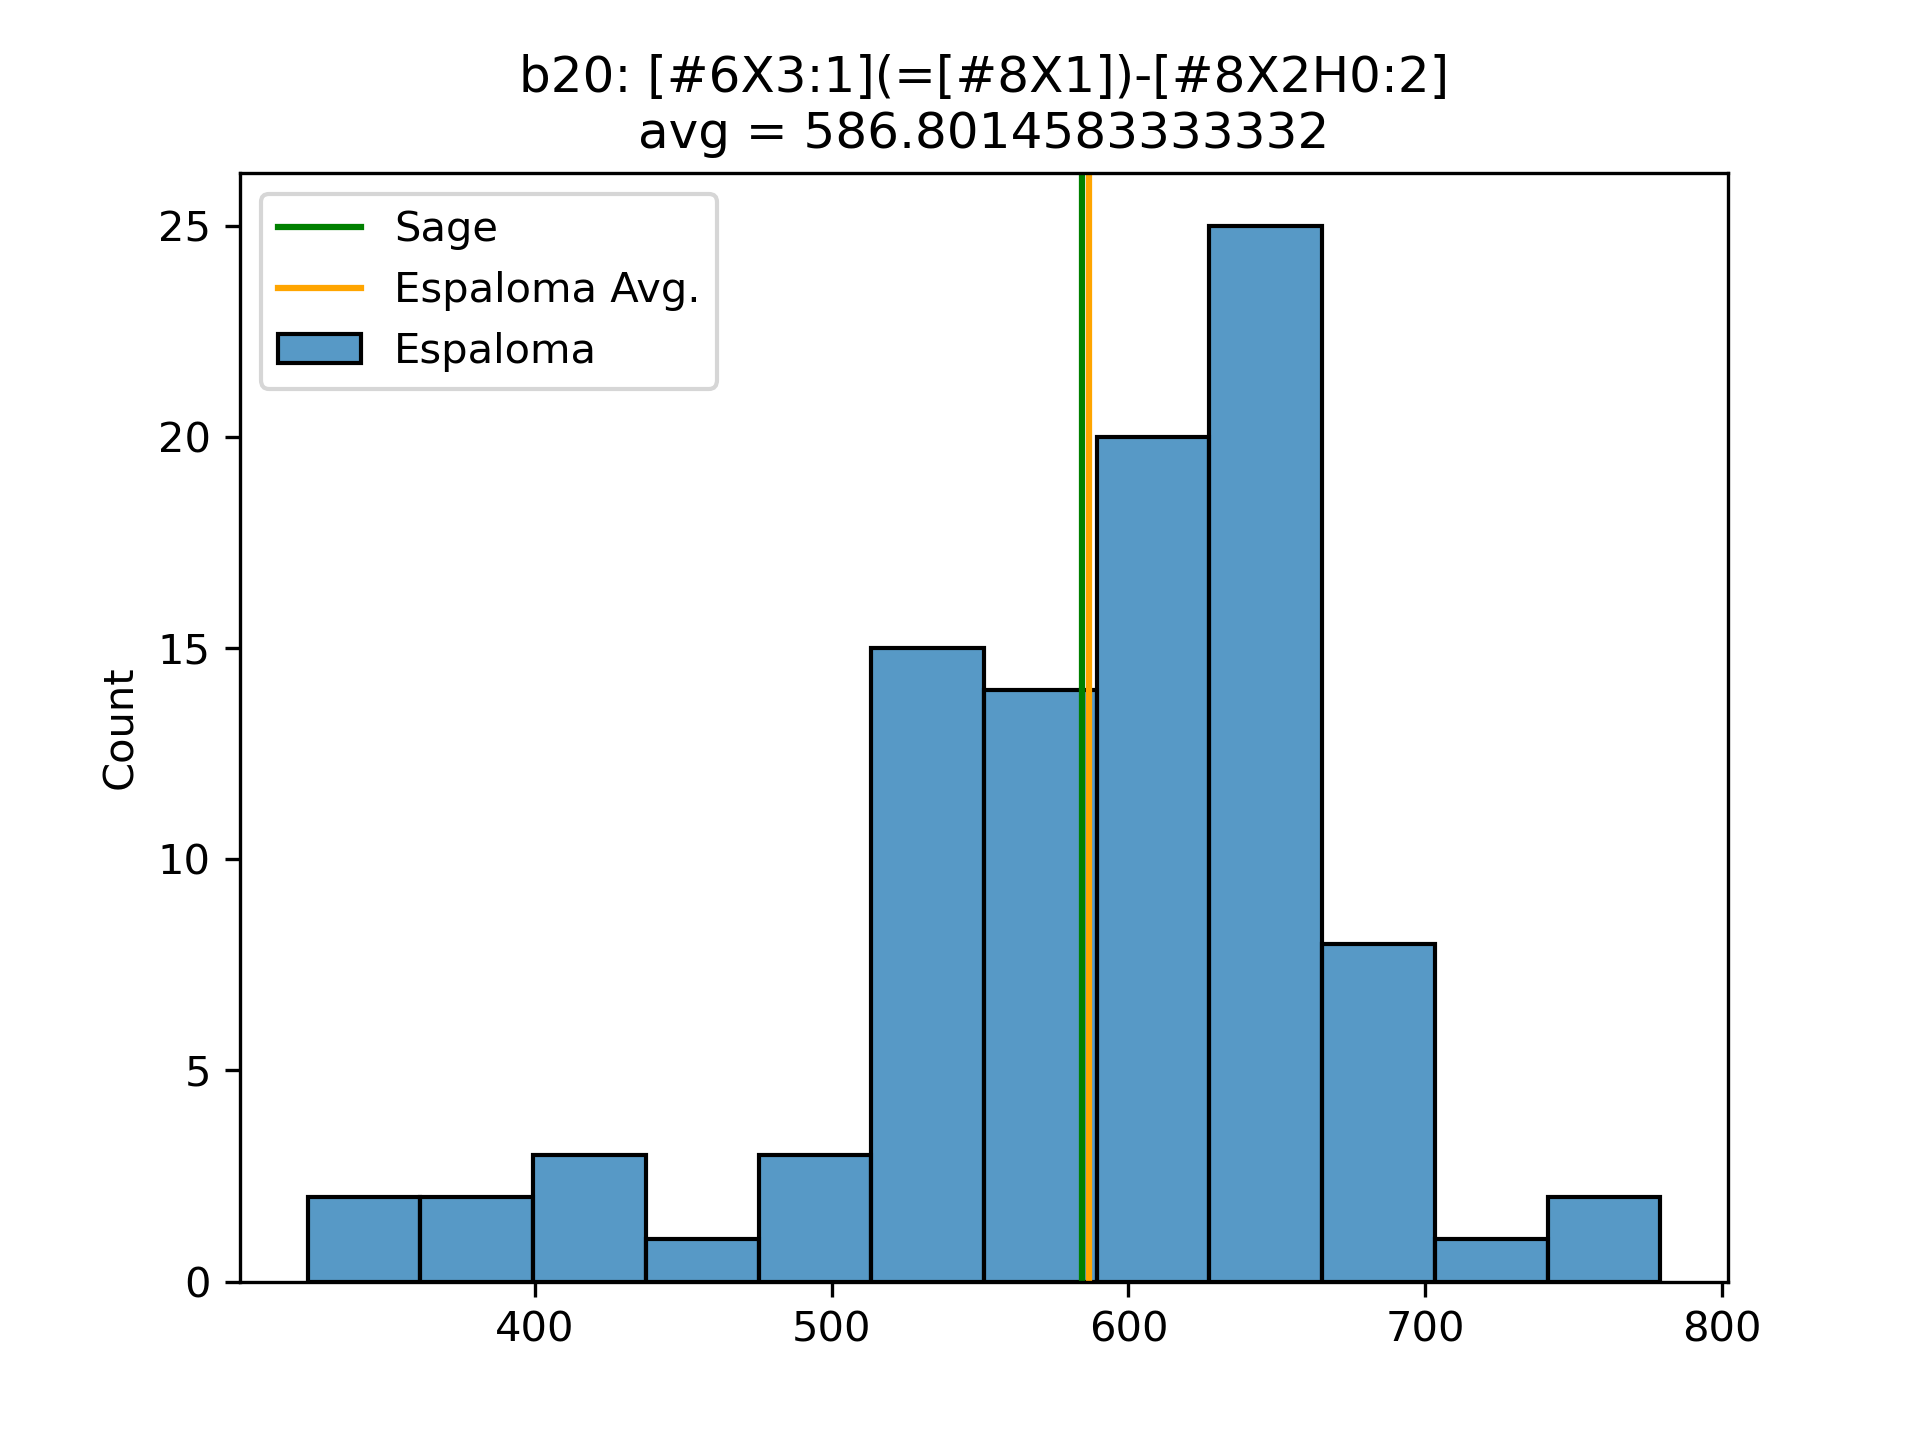 b20: [#6X3:1](=[#8X1])-[#8X2H0:2]
avg = 586.8014583333332
Sage
Espaloma Avg.
Espaloma
Count
25
20
15
10
5
0
400 500 600 700 800